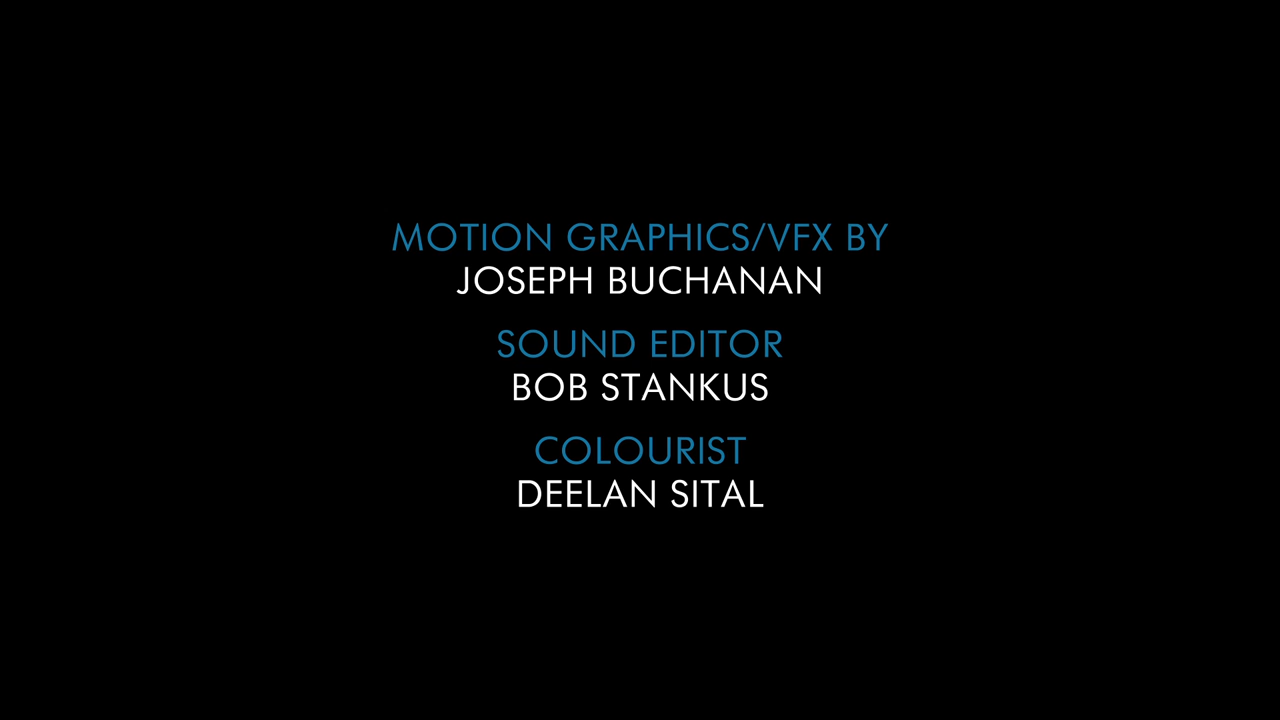 MOTION GRAPHICS/VFX BY
JOSEPH BUCHANAN
SOUND EDITOR
BOB STANKUS
COLOURIST
DEELAN SITAL